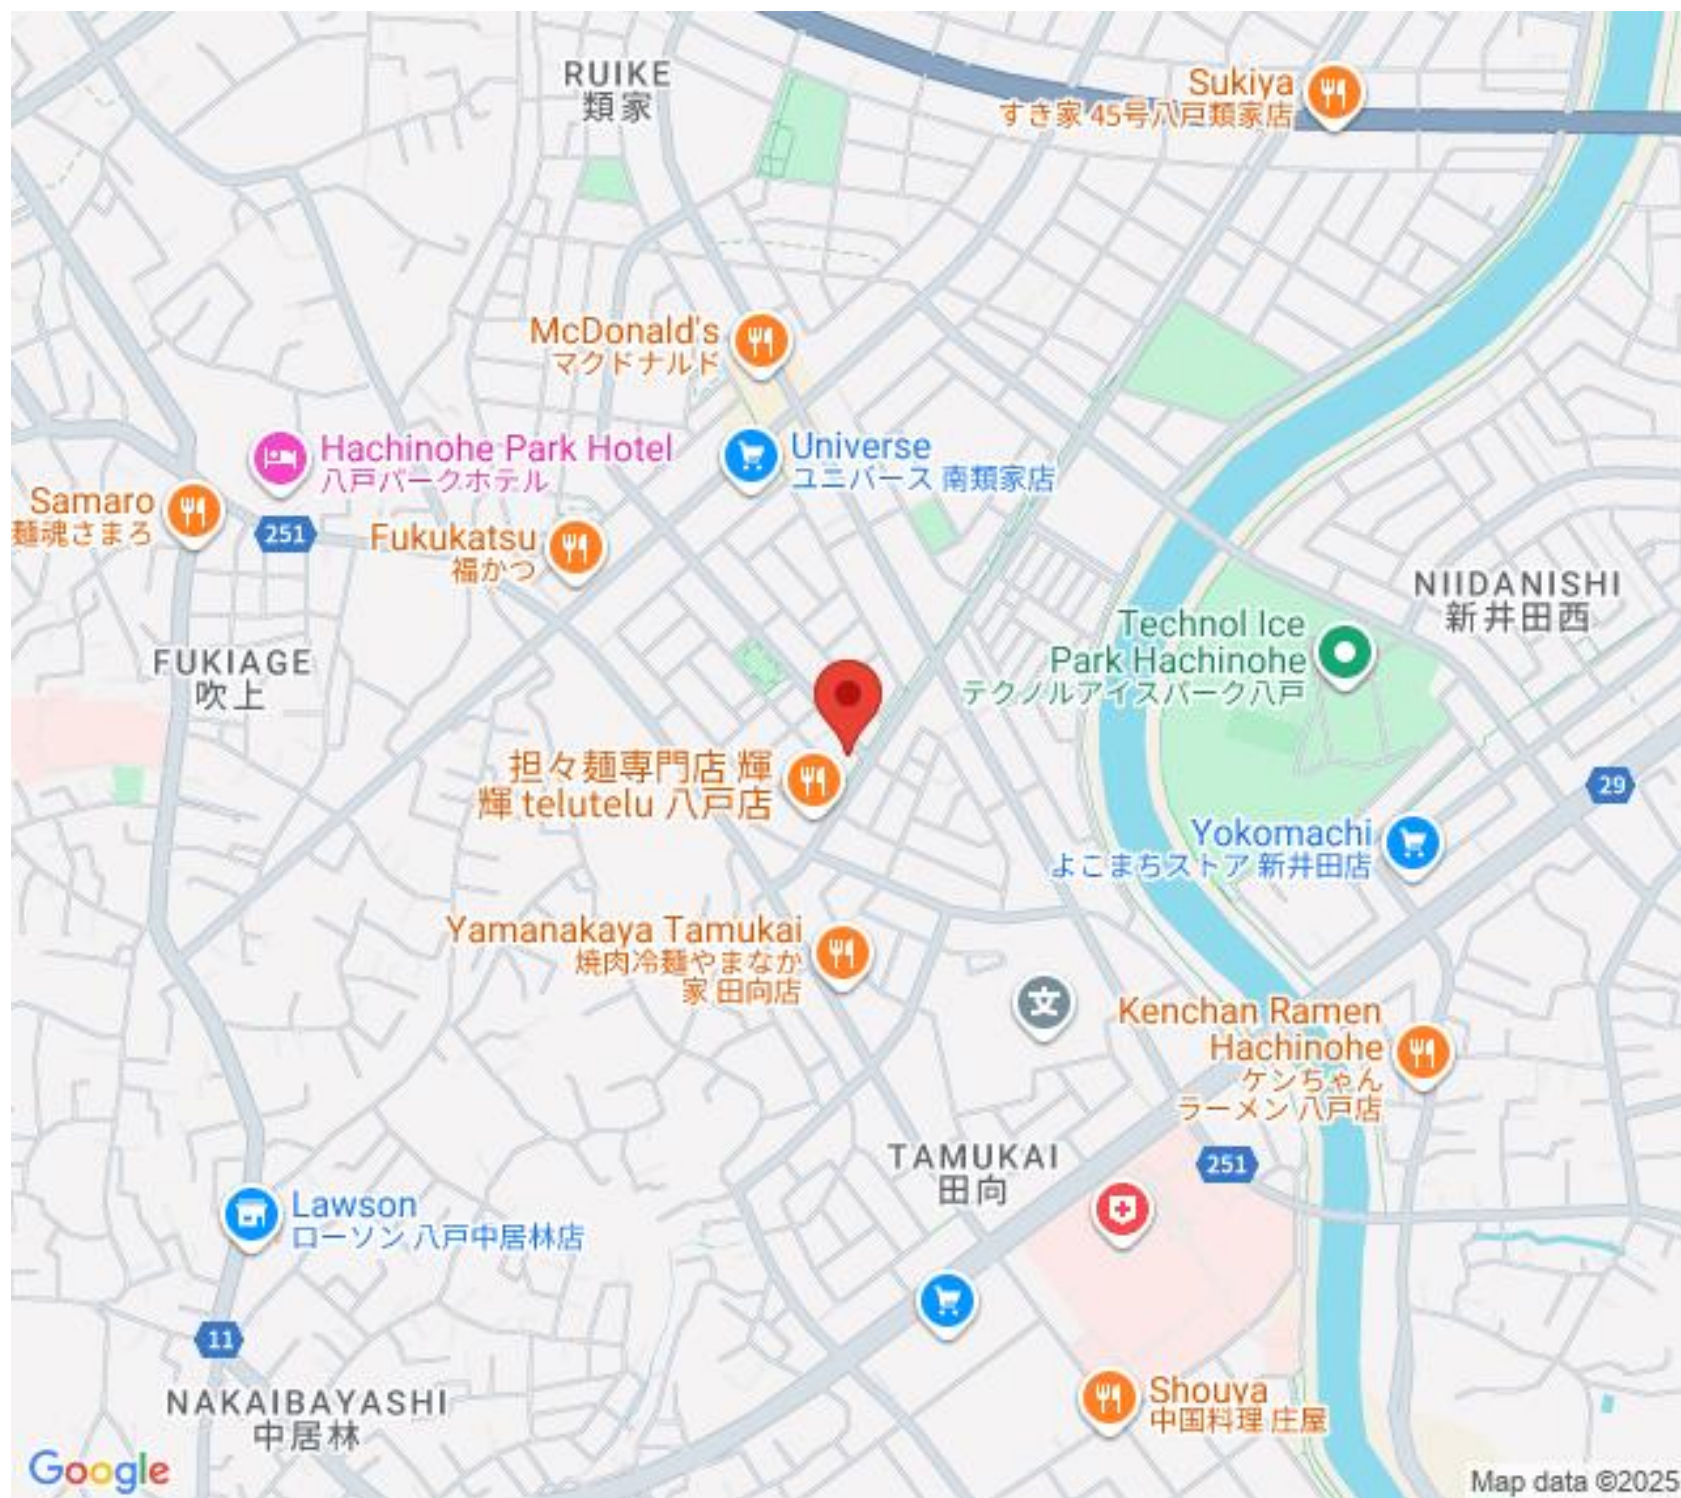 RUIKE
類家
Sukiya
すき家 45号八戸類家店
McDonald's
マクドナルド
Hachinohe Park Hotel
八戸パークホテル
Universe
ユニバース 南類家店
Samaro
麺魂さまろ
251
Fukukatsu
福かつ
NIIDANISHI
新井田西
Technol Ice
Park Hachinohe
テクノルアイスパーク八戸
FUKIAGE
吹上
担々麺専門店 輝
輝 telutelu 八戸店
29
Yokomachi
よこまちストア 新井田店
Yamanakaya Tamukai
焼肉冷麺やまなか
家 田向店
文
Kenchan Ramen
Hachinohe
ケンちゃん
ラーメン 八戸店
TAMUKAI
田向
251
Lawson
ローソン 八戸中居林店
11
Shouya
中国料理 庄屋
NAKAIBAYASHI
中居林
Google
Map data ©2025